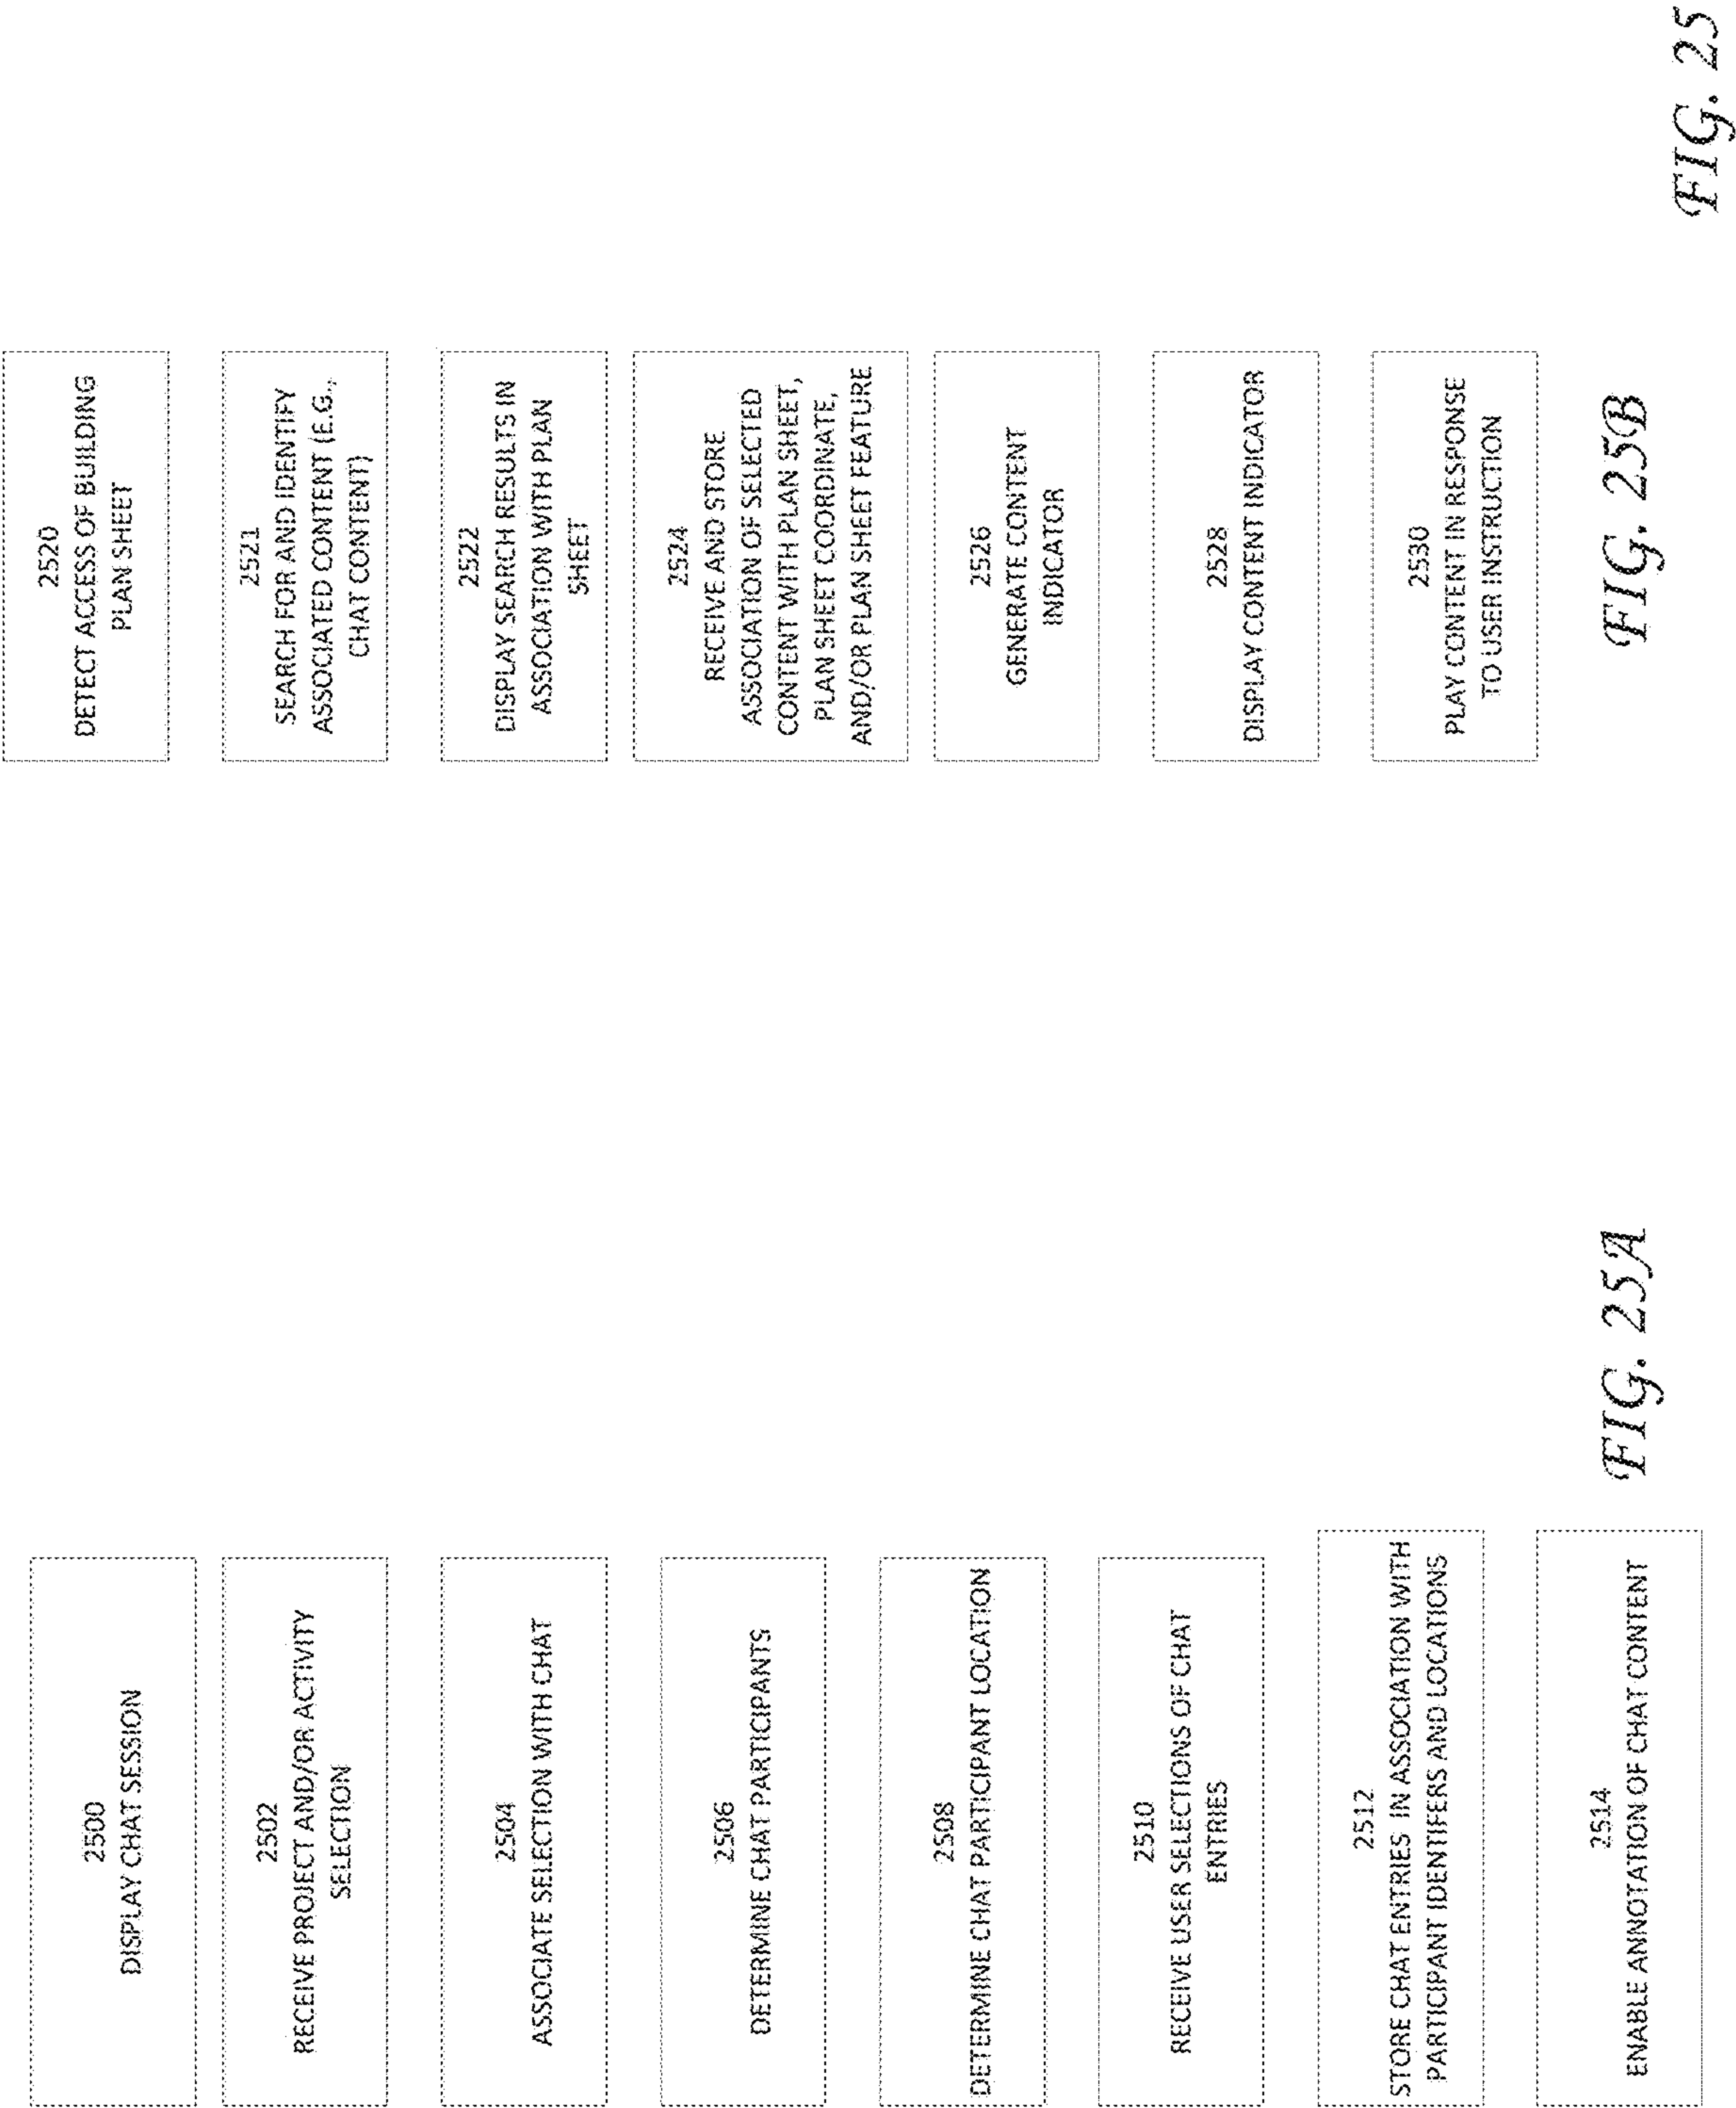 2500
DISPLAY CHAT SESSION
2502
RECEIVE PROJECT AND/OR ACTIVITY
SELECTION
2504
ASSOCIATE SELECTION WITH CHAT
2506
DETERMINE CHAT PARTICIPANTS
2508
DETERMINE CHAT PARTICIPANT LOCATION
2510
RECEIVE USER SELECTIONS OF CHAT
ENTRIES
2512
STORE CHAT ENTRIES IN ASSOCIATION WITH
PARTICIPANT IDENTIFERS AND LOCATIONS
2514
ENABLE ANNOTATION OF CHAT CONTENT
FIG. 25A
2520
DETECT ACCESS OF BUILDING
PLAN SHEET
2521
SEARCH FOR AND IDENTIFY
ASSOCIATED CONTENT (E.G.,
CHAT CONTENT)
2522
DISPLAY SEARCH RESULTS IN
ASSOCIATION WITH PLAN
SHEET
2524
RECEIVE AND STORE
ASSOCIATION OF SELECTED
CONTENT WITH PLAN SHEET,
PLAN SHEET COORDINATE,
AND/OR PLAN SHEET FEATURE
2526
GENERATE CONTENT
INDICATOR
2528
DISPLAY CONTENT INDICATOR
2530
PLAY CONTENT IN RESPONSE
TO USER INSTRUCTION
FIG. 25B
FIG. 25